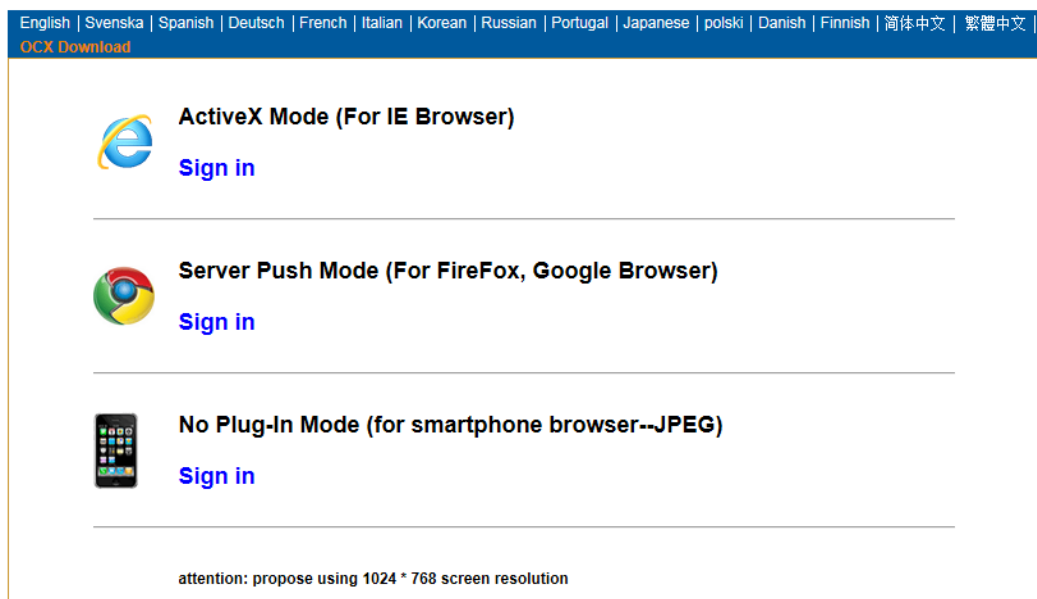 English | Svenska | Spanish | Deutsch | French | Italian | Korean | Russian | Portugal | Japanese | polski | Danish | Finnish | 简体中文 | 繁體中文 |
OCX Download
ActiveX Mode (For IE Browser)
Sign in
Server Push Mode (For FireFox, Google Browser)
Sign in
No Plug-In Mode (for smartphone browser--JPEG)
Sign in
attention: propose using 1024 * 768 screen resolution